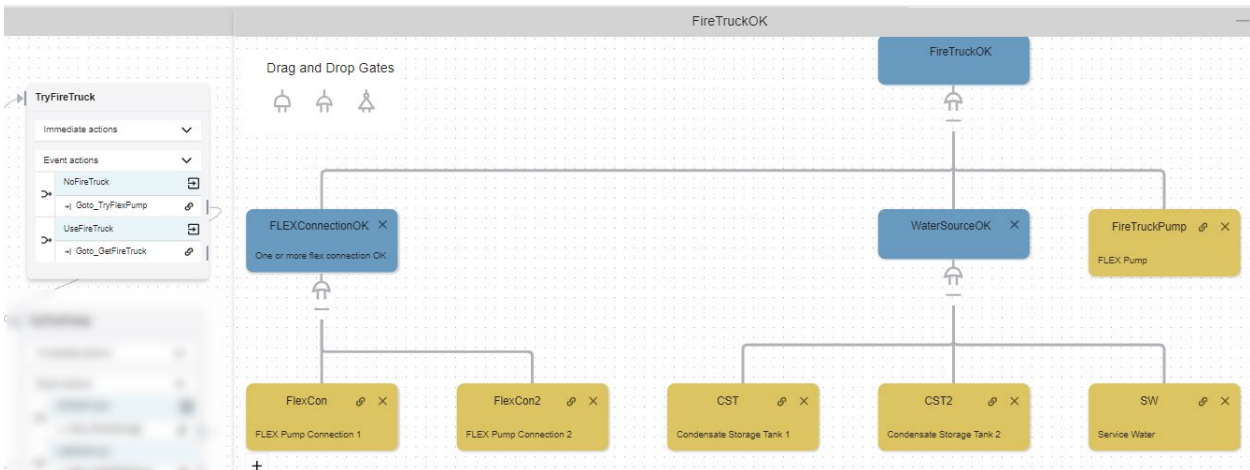 FireTruckOK
TryFireTruck
Immediate actions
Event actions
NoFireTruck
Goto_TryFlexPump
UseFireTruck
Goto_GetFireTruck
Drag and Drop Gates
FireTruckOK
FLEXConnectionOK
One or more flex connection OK
WaterSourceOK
FireTruckPump
FLEX Pump
FlexCon
FLEX Pump Connection 1
FlexCon2
FLEX Pump Connection 2
CST
Condensate Storage Tank 1
CST2
Condensate Storage Tank 2
SW
Service Water